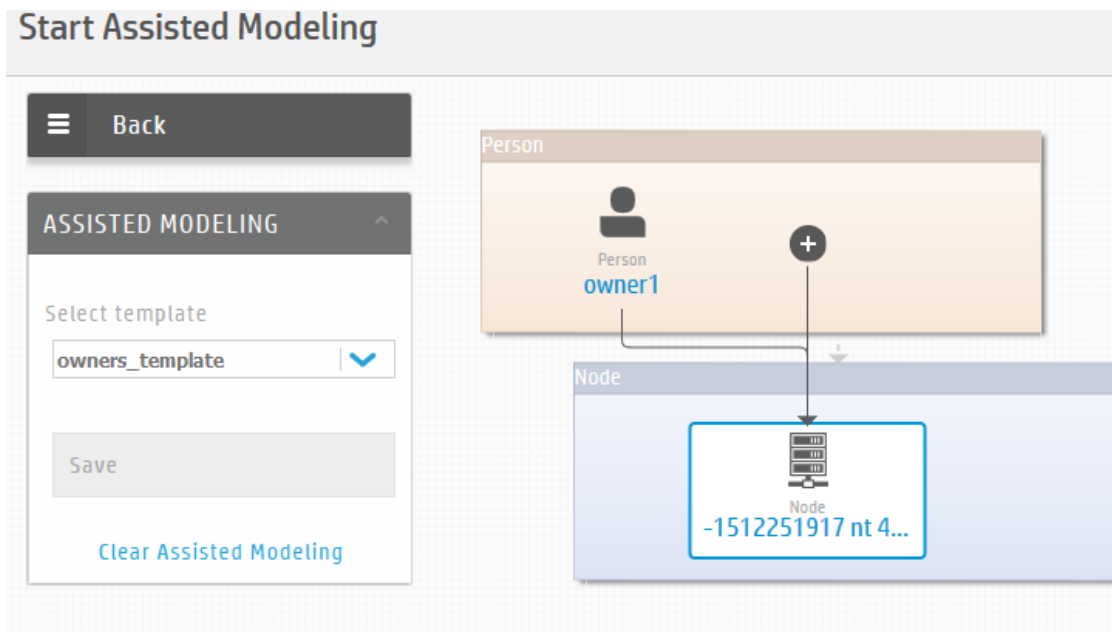 Start Assisted Modeling
Back
ASSISTED MODELING
Select template
owners_template
Save
Clear Assisted Modeling
Person
Person
owner1
Node
Node
-1512251917 nt 4...